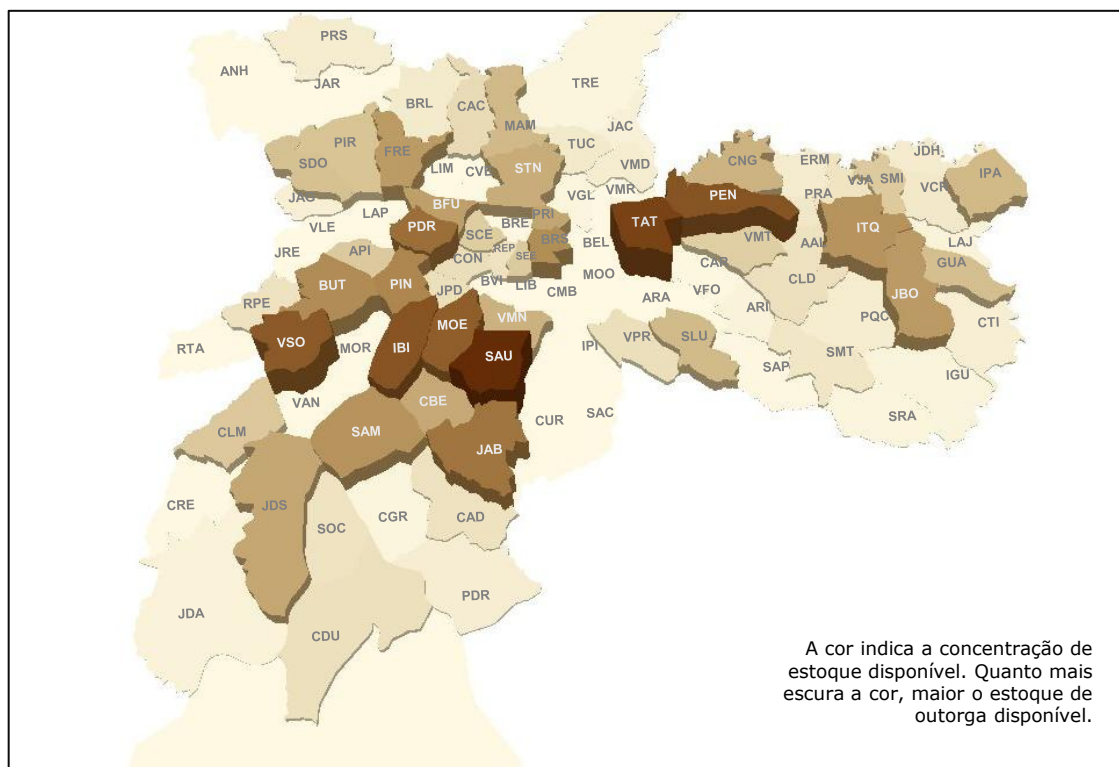 PRS
ANH
JAR
TRE
BRL
CAC
MAM
JAC
TUC
PIR
FRE
SDO
LIM
CVE
STN
VMD
CNG
ERM
JDH
VJA
SMI
IPA
VCR
JAG
LAP
BFU
VGL
VMR
PEN
PRA
VLE
PDR
SCE
BRE
PRI
TAT
ITQ
JRE
API
CON
REP
SEE
BRS
BEL
VMT
AAL
LAJ
GUA
BUT
PIN
JPD
BVI
LIB
CMB
MOO
CAR
CLD
RPE
ARA
VFO
ARI
JBO
PQC
CTI
VSO
MOR
IBI
MOE
VMN
SAU
IPI
VPR
SLU
RTA
SMT
SAP
IGU
VAN
CBE
CLM
SAM
JAB
CUR
SAC
SRA
CRE
JDS
SOC
CGR
CAD
JDA
PDR
CDU
A cor indica a concentração de
estoque disponível. Quanto mais
escura a cor, maior o estoque de
outorga disponível.